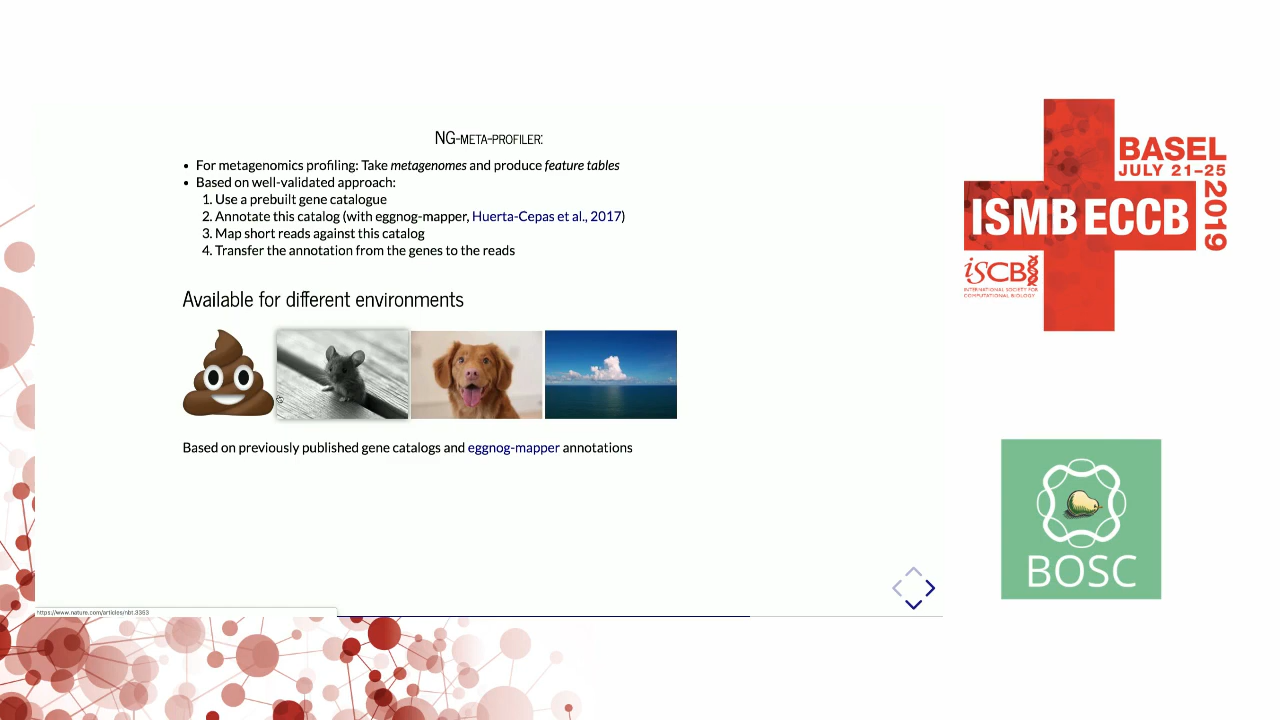 NG-META-PROFILER:
• For metagenomics profiling: Take metagenomes and produce feature tables
• Based on well-validated approach:
1. Use a prebuilt gene catalogue
2. Annotate this catalog (with eggnog-mapper, Huerta-Cepas et al., 2017)
3. Map short reads against this catalog
4. Transfer the annotation from the genes to the reads
Available for different environments
Based on previously published gene catalogs and eggnog-mapper annotations
https://www.nature.com/articles/nbt.3353
BASEL
JULY 21-25
2019
ISMB ECCB
iSCB
INTERNATIONAL SOCIETY FOR
COMPUTATIONAL BIOLOGY
BOSC